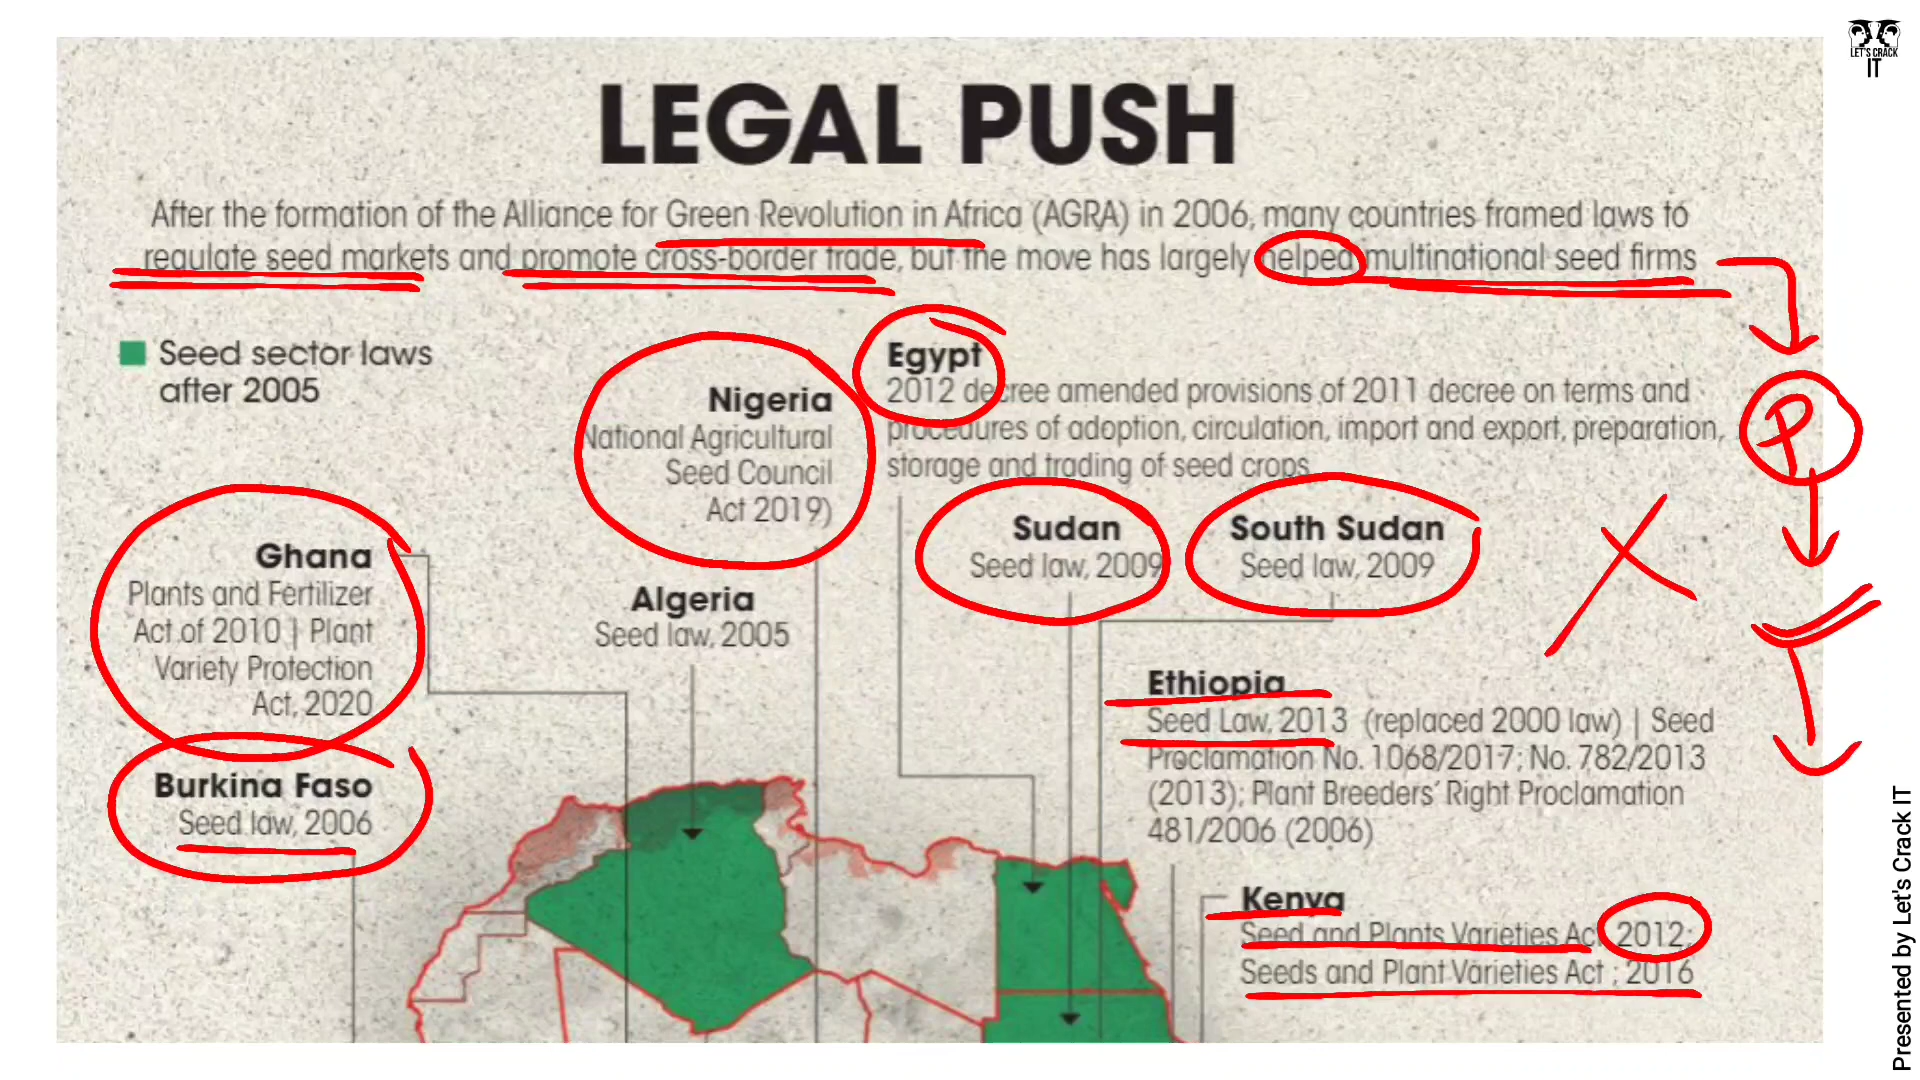 LET'S CRACK
IT
LEGAL PUSH
After the formation of the Alliance for Green Revolution in Africa (AGRA) in 2006, many countries framed laws to
regulate seed markets and promote cross-border trade, but the move has largely helped multinational seed firms
Seed sector laws
after 2005
Nigeria
National Agricultural
Seed Council
Act 2019)
Egypt
2012 decree amended provisions of 2011 decree on terms and
procedures of adoption, circulation, import and export, preparation,
storage and trading of seed crops
P
Ghana
Plants and Fertilizer
Act of 2010 | Plant
Variety Protection
Act, 2020
Algeria
Seed law, 2005
Sudan
Seed law, 2009
South Sudan
Seed law, 2009
Ethiopia
Seed Law, 2013 (replaced 2000 law) | Seed
Proclamation No. 1068/2017; No. 782/2013
(2013); Plant Breeders' Right Proclamation
481/2006 (2006)
Burkina Faso
Seed law, 2006
Kenya
Seed and Plants Varieties Act 2012;
Seeds and Plant Varieties Act ; 2016
Presented by Let's Crack IT